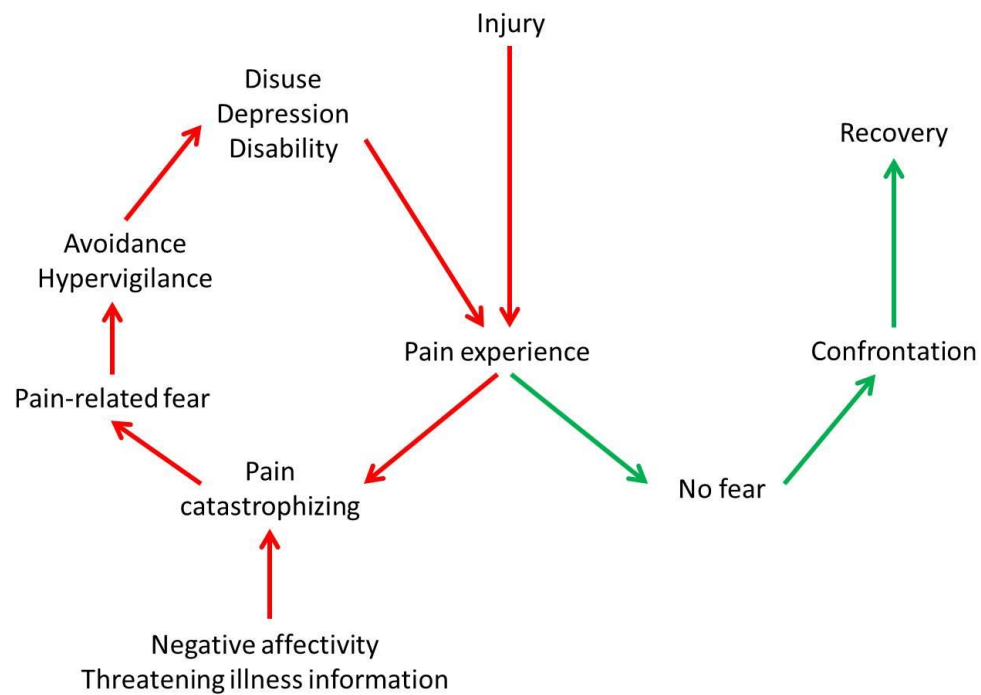 Injury
Disuse
Depression
Disability
Recovery
Avoidance
Hypervigilance
Pain experience
Confrontation
Pain-related fear
Pain
catastrophizing
No fear
Negative affectivity
Threatening illness information